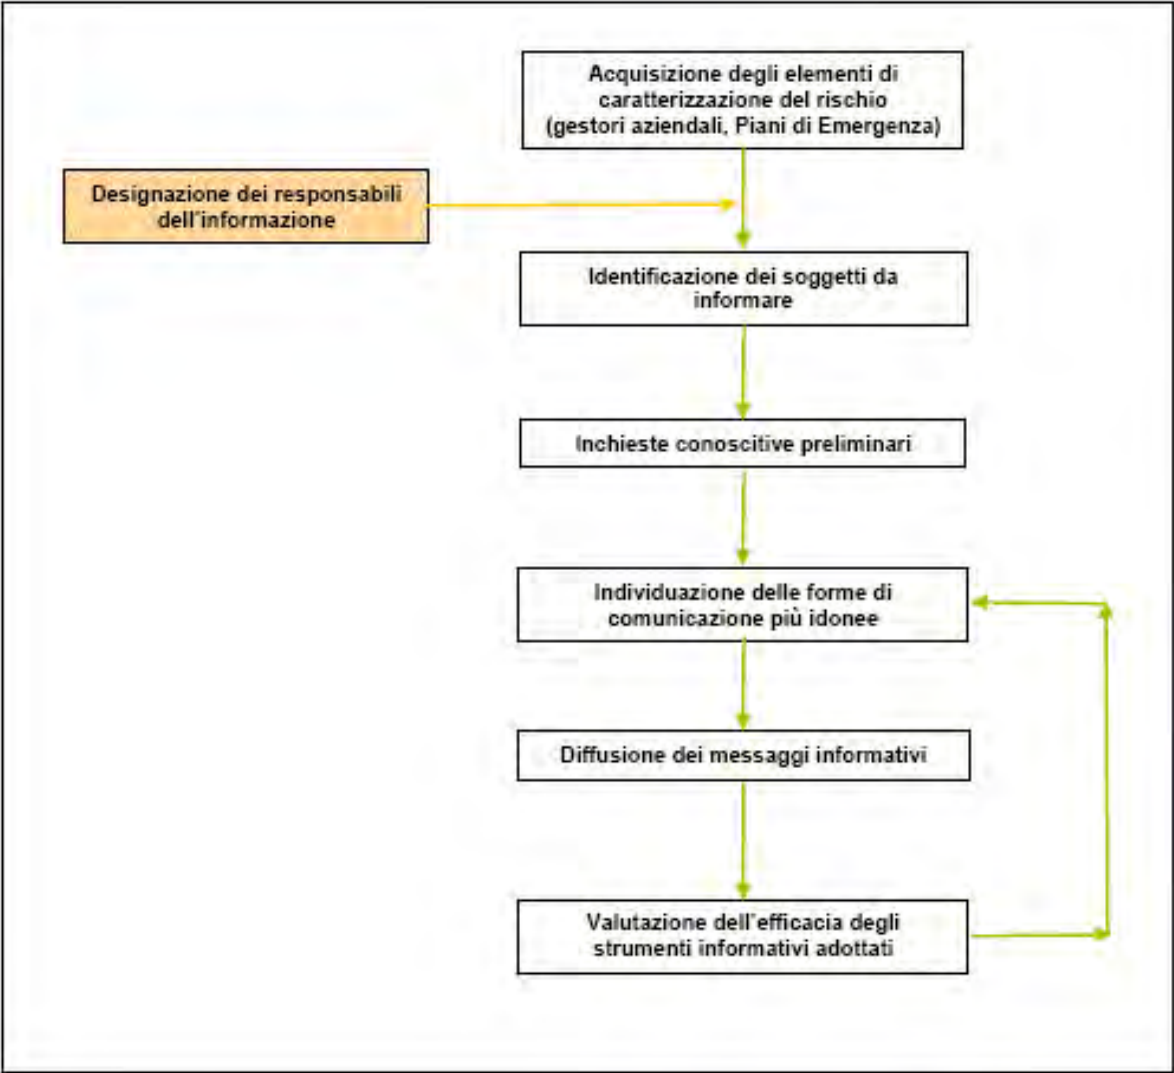 Acquisizione degli elementi di
caratterizzazione del rischio
(gestori aziendali, Piani di Emergenza)
Designazione dei responsabili
dell'informazione
Identificazione dei soggetti da
informare
Inchieste conoscitive preliminari
Individuazione delle forme di
comunicazione più idonee
Diffusione dei messaggi informativi
Valutazione dell'efficacia degli
strumenti informativi adottati